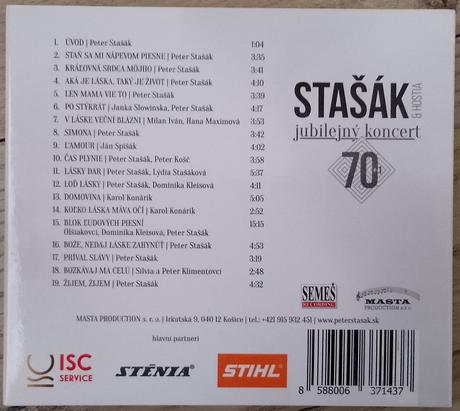 1. ÚVOD | Peter Stašák 1:04
2. STAŇ SA MI NÁPEVOM PIESNE | Peter Stašák 3:35
3. KRÁĽOVNÁ SRDCA MÔJHO | Peter Stašák 3:41
4. AKÁ JE LÁSKA, TAKÝ JE ŽIVOT | Peter Stašák 4:10
5. LEN MAMA VIE TO | Peter Stašák 3:39
6. PO STÝKRÁT | Janka Slowinska, Peter Stašák 4:17
7. V LÁSKE VEČNÍ BLÁZNI | Milan Iván, Hana Maximová 3:53
8. SIMONA | Peter Stašák 3:42
9. L'AMOUR | Ján Spišák 4:02
10. ČAS PLYNIE | Peter Stašák, Peter Košč 3:58
11. LÁSKY DAR | Peter Stašák, Lýdia Stašáková 5:37
12. LOĎ LÁSKY | Peter Stašák, Dominika Kleisová 4:11
13. DOMOVINA | Karol Konárik 5:05
14. KOĽKO LÁSKA MÁVA OČÍ | Karol Konárik 2:52
15. BLOK ĽUDOVÝCH PIESNÍ 15:15
Olšiakovci, Dominika Kleisová, Peter Stašák
16. BOŽE, NEDAJ LÁSKE ZAHYNÚŤ | Peter Stašák 4:53
17. PRÍVAL SLÁVY | Peter Stašák 3:19
18. BOZKÁVAJ MA CELÚ | Silvia a Peter Klimentovci 2:48
19. ŽIJEM, ŽIJEM | Peter Stašák 4:32
STAŠÁK
& HOSTIA
jubilejný koncert
70+1
SEMEŠ
RECORDING
MASTA
PRODUCTION s.r.o.
MASTA PRODUCTION s. r. o. | Irkutská 9, 040 12 Košice | tel.: +421 915 932 451 | www.peterstasak.sk
hlavní partneri
ISC
SERVICE
STĒNIA
STIHL
8 588006 371437